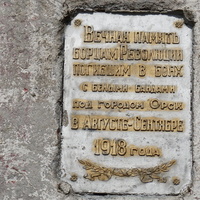 Вечная память
борцам Революции
погибшим в боях
с белыми бандами
под городом Орск
в Августе-Сентябре
1918 года